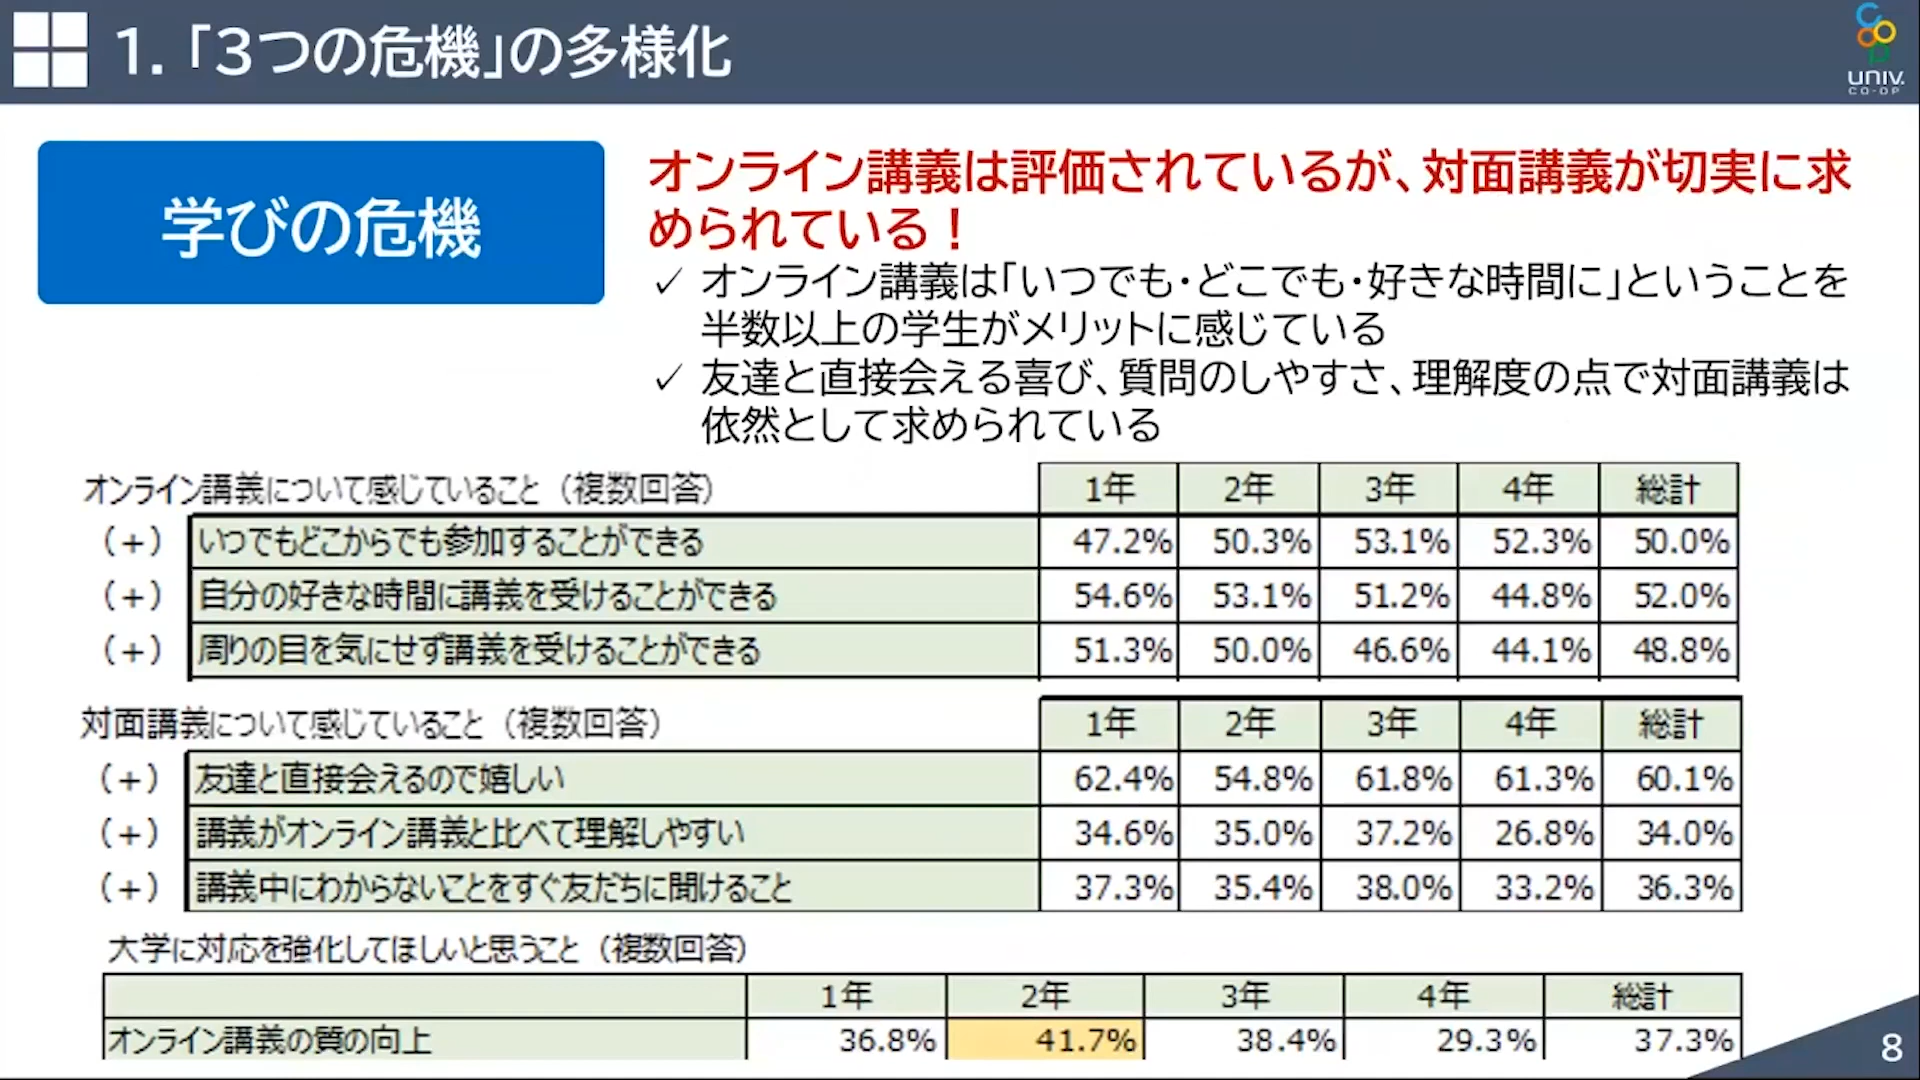 1.「3つの危機」の多様化
UNIV.
CO-OP
学びの危機
オンライン講義は評価されているが、対面講義が切実に求
められている！
✓ オンライン講義は「いつでも・どこでも・好きな時間に」ということを
半数以上の学生がメリットに感じている
✓ 友達と直接会える喜び、質問のしやすさ、理解度の点で対面講義は
依然として求められている
オンライン講義について感じていること（複数回答） 1年 2年 3年 4年 総計
（+） いつでもどこからでも参加することができる 47.2% 50.3% 53.1% 52.3% 50.0%
（+） 自分の好きな時間に講義を受けることができる 54.6% 53.1% 51.2% 44.8% 52.0%
（+） 周りの目を気にせず講義を受けることができる 51.3% 50.0% 46.6% 44.1% 48.8%
対面講義について感じていること（複数回答） 1年 2年 3年 4年 総計
（+） 友達と直接会えるので嬉しい 62.4% 54.8% 61.8% 61.3% 60.1%
（+） 講義がオンライン講義と比べて理解しやすい 34.6% 35.0% 37.2% 26.8% 34.0%
（+） 講義中にわからないことをすぐ友だちに聞けること 37.3% 35.4% 38.0% 33.2% 36.3%
大学に対応を強化してほしいと思うこと（複数回答）
1年 2年 3年 4年 総計
オンライン講義の質の向上 36.8% 41.7% 38.4% 29.3% 37.3%
8